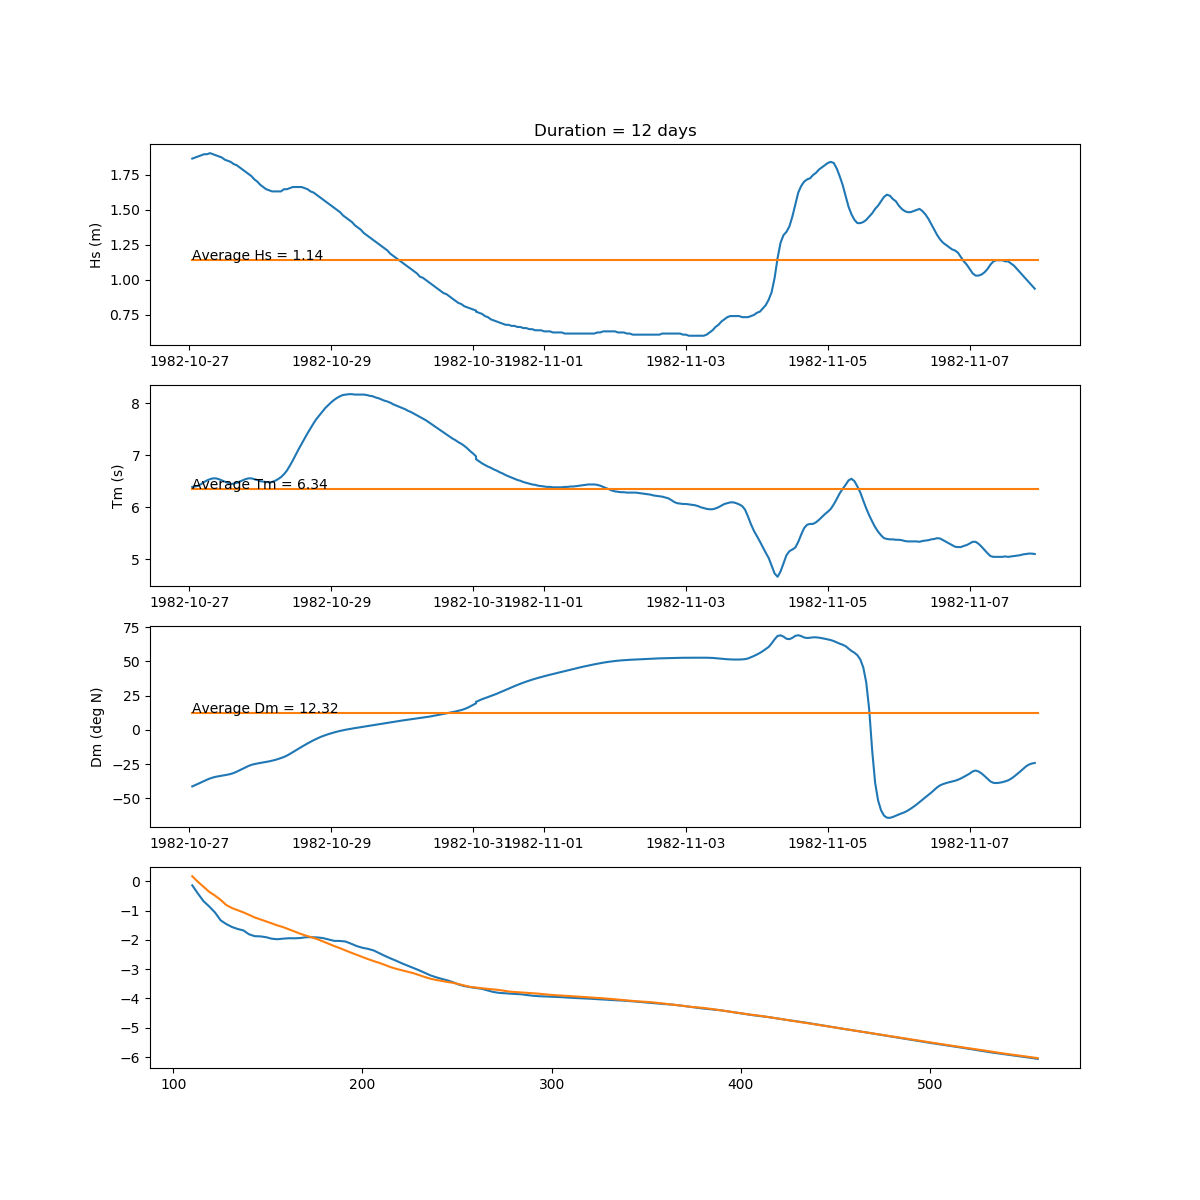 Duration = 12 days
Hs (m)
1.75
1.50
1.25
1.00
0.75
Average Hs = 1.14
1982-10-27 1982-10-29 1982-10-31 1982-11-01 1982-11-03 1982-11-05 1982-11-07
Tm (s)
8
7
6
5
Average Tm = 6.34
1982-10-27 1982-10-29 1982-10-31 1982-11-01 1982-11-03 1982-11-05 1982-11-07
Dm (deg N)
75
50
25
0
−25
−50
Average Dm = 12.32
1982-10-27 1982-10-29 1982-10-31 1982-11-01 1982-11-03 1982-11-05 1982-11-07
0
−1
−2
−3
−4
−5
−6
100 200 300 400 500